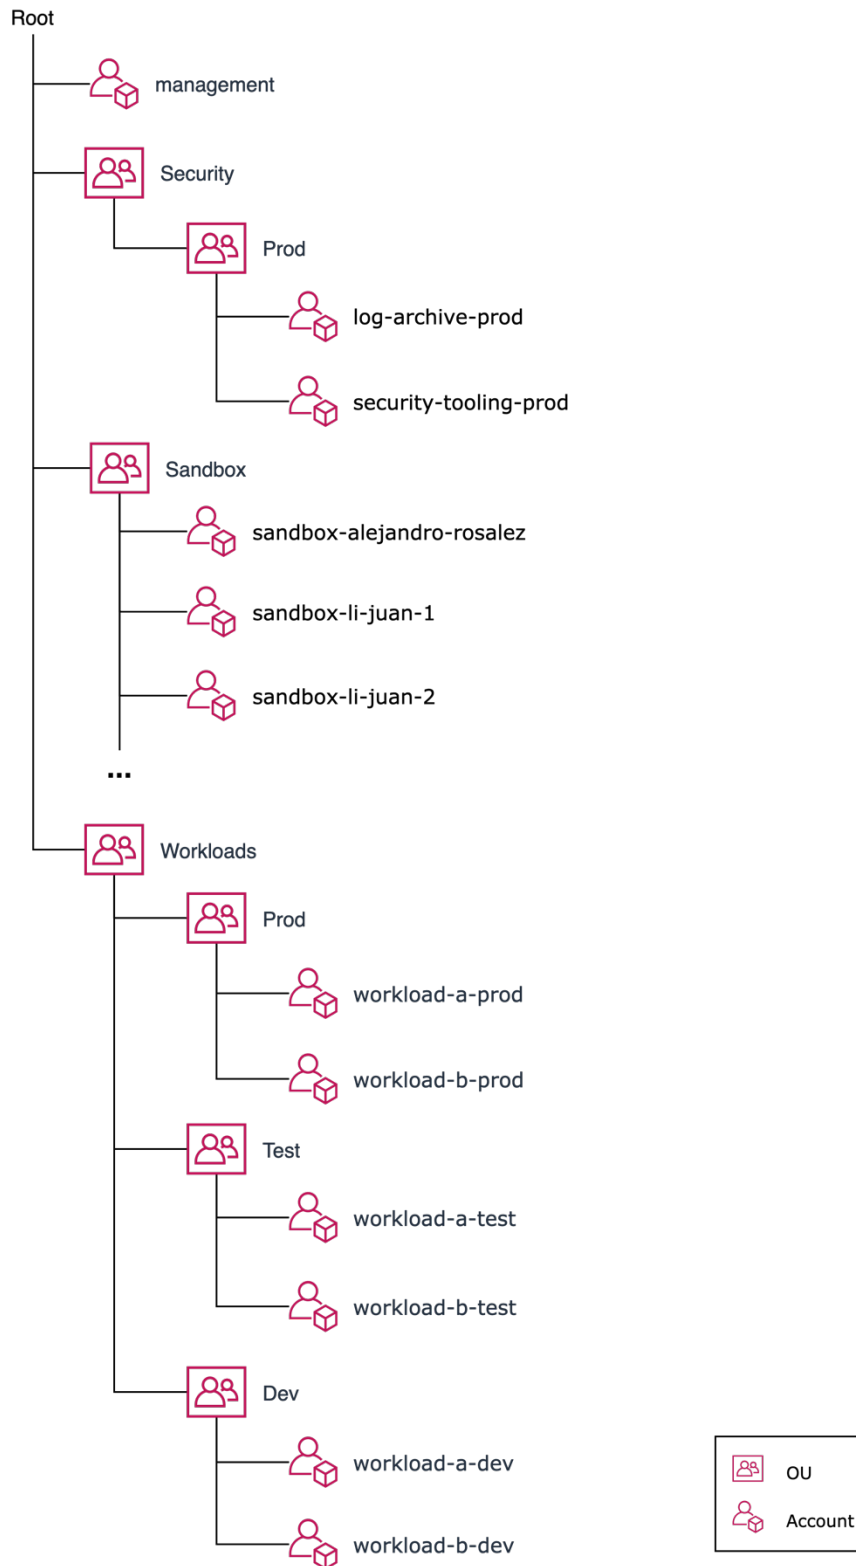 Root
management
Security
Prod
log-archive-prod
security-tooling-prod
Sandbox
sandbox-alejandro-rosalez
sandbox-li-juan-1
sandbox-li-juan-2
...
Workloads
Prod
workload-a-prod
workload-b-prod
Test
workload-a-test
workload-b-test
Dev
workload-a-dev
workload-b-dev
OU
Account